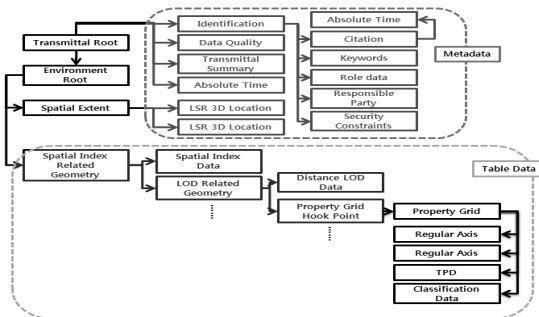 Absolute Time
Identification
Transmittal Root
Data Quality
Citation
Metadata
Transmittal
Summary
Keywords
Environment
Root
Absolute Time
Role data
Spatial Extent
LSR 3D Location
Responsible
Party
LSR 3D Location
Security
Constraints
Spatial Index
Related
Geometry
Spatial Index
Data
Table Data
LOD Related
Geometry
Distance LOD
Data
Property Grid
Hook Point
Property Grid
Regular Axis
Regular Axis
TPD
Classification
Data